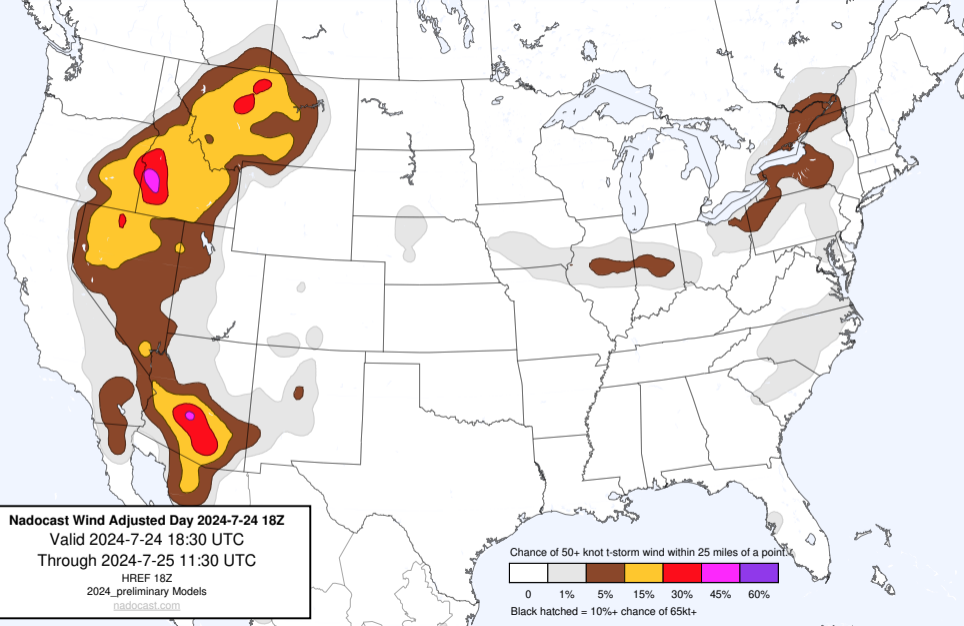 Nadocast Wind Adjusted Day 2024-7-24 18Z
Valid 2024-7-24 18:30 UTC
Through 2024-7-25 11:30 UTC
HREF 18Z
2024_preliminary Models
nadocast.com
Chance of 50+ knot t-storm wind within 25 miles of a point.
0 1% 5% 15% 30% 45% 60%
Black hatched = 10%+ chance of 65kt+